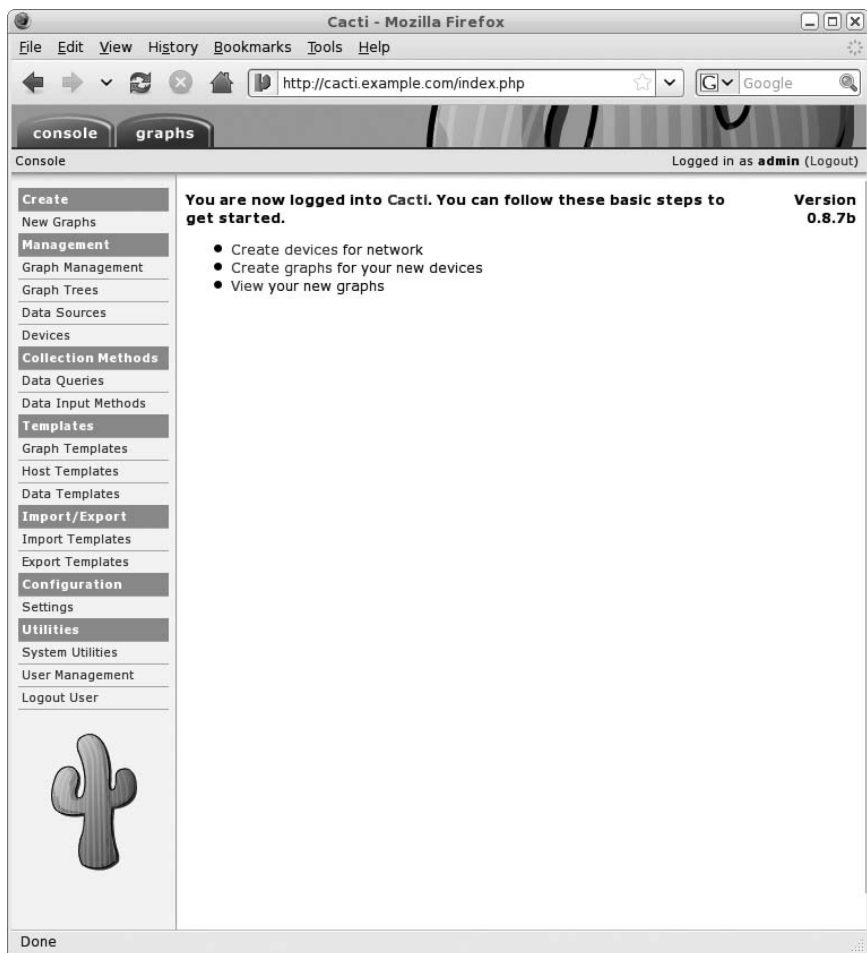 Cacti - Mozilla Firefox
File Edit View History Bookmarks Tools Help
http://cacti.example.com/index.php
G Google
console graphs
Console
Logged in as admin (Logout)
Create
New Graphs
Management
Graph Management
Graph Trees
Data Sources
Devices
Collection Methods
Data Queries
Data Input Methods
Templates
Graph Templates
Host Templates
Data Templates
Import/Export
Import Templates
Export Templates
Configuration
Settings
Utilities
System Utilities
User Management
Logout User
You are now logged into Cacti. You can follow these basic steps to
get started.
Version
0.8.7b
Create devices for network
Create graphs for your new devices
View your new graphs
Done